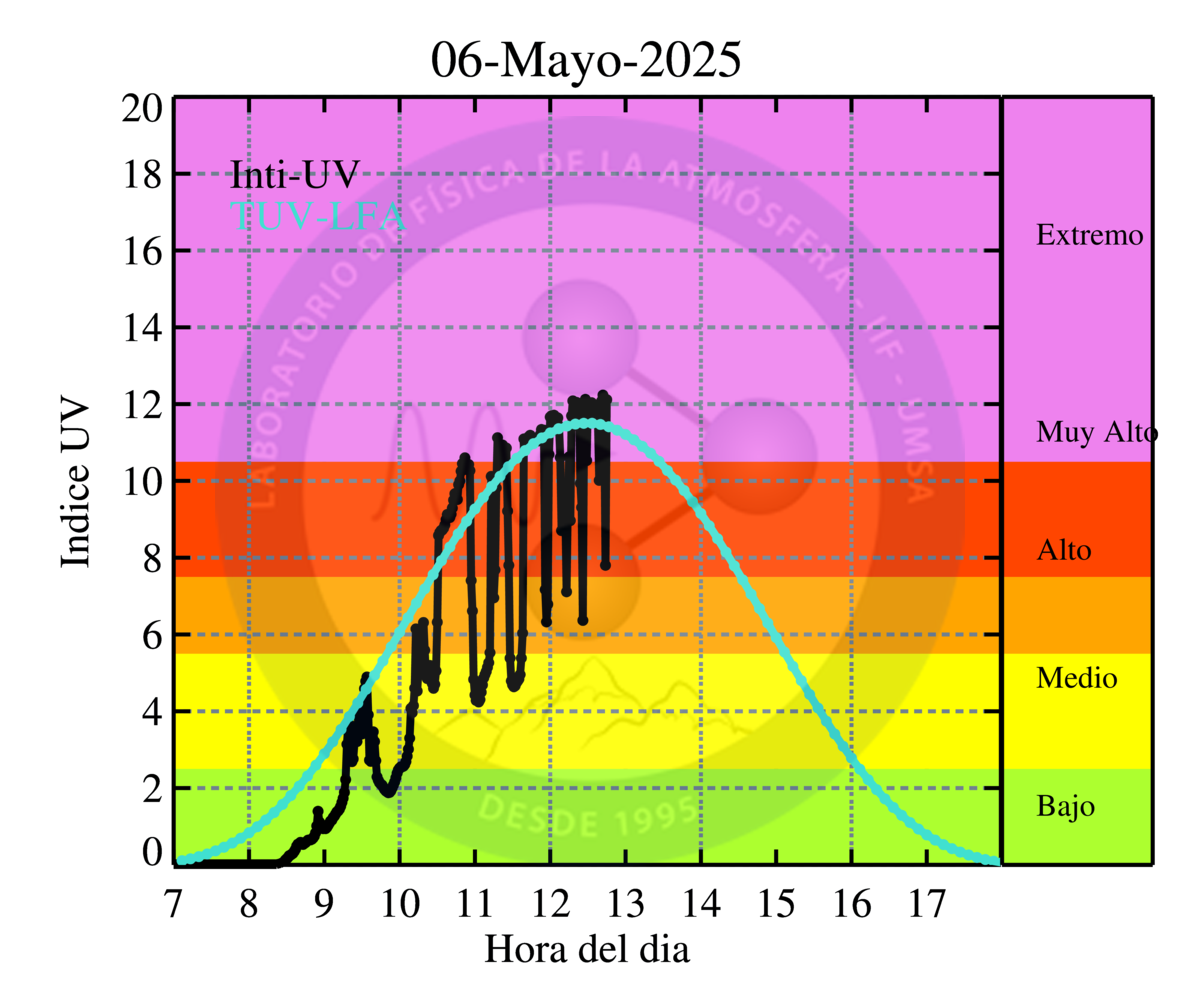 06-Mayo-2025
20
18
16
14
12
10
8
6
4
2
0
Indice UV
Inti-UV
TUV-LFA
LABORATORIO DE FÍSICA DE LA ATMÓSFERA - IIF - UMSA
DESDE 1995
Extremo
Muy Alto
Alto
Medio
Bajo
7 8 9 10 11 12 13 14 15 16 17
Hora del dia